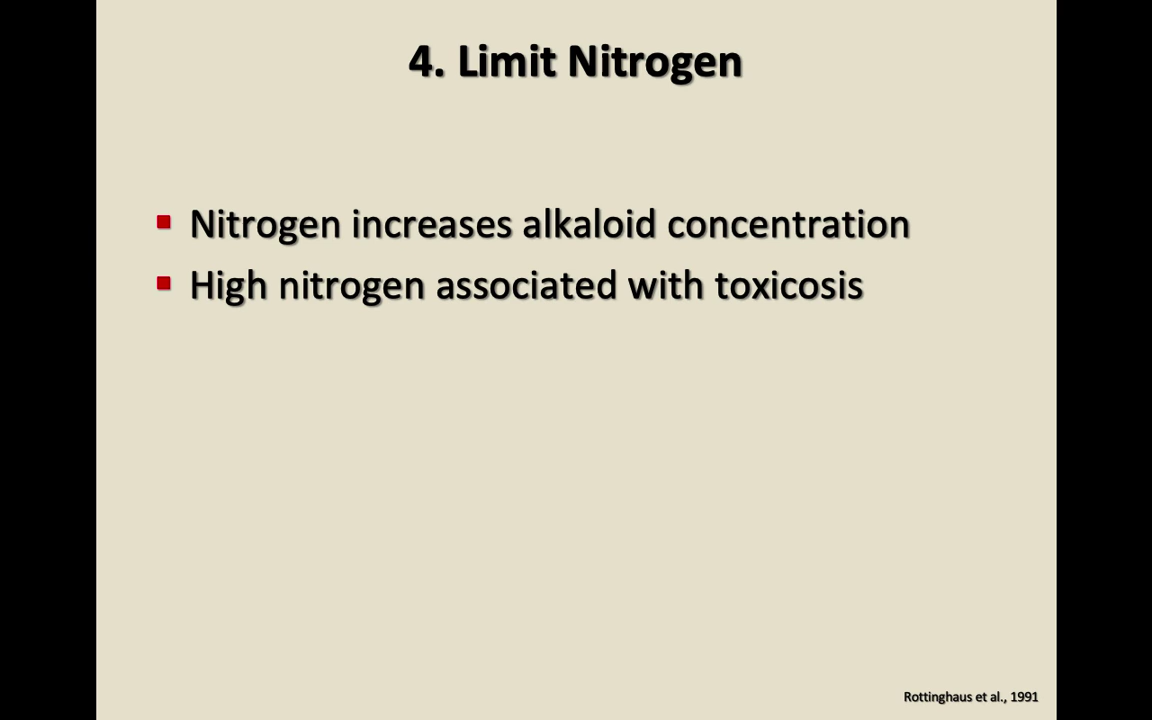 4. Limit Nitrogen
▪ Nitrogen increases alkaloid concentration
▪ High nitrogen associated with toxicosis
Rottinghaus et al., 1991